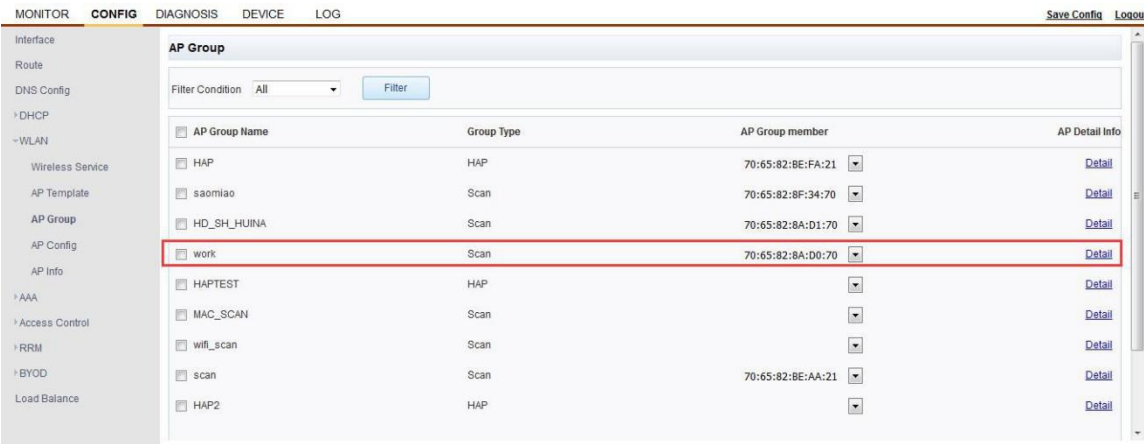 MONITOR CONFIG DIAGNOSIS DEVICE LOG Save Config Logou
Interface
Route
DNS Config
DHCP
WLAN
Wireless Service
AP Template
AP Group
AP Config
AP Info
AAA
Access Control
RRM
BYOD
Load Balance
AP Group
Filter Condition All Filter
AP Group Name Group Type AP Group member AP Detail Info
HAP HAP 70:65:82:BE:FA:21 Detail
saomiao Scan 70:65:82:8F:34:70 Detail
HD_SH_HUINA Scan 70:65:82:8A:D1:70 Detail
work Scan 70:65:82:8A:D0:70 Detail
HAPTEST HAP Detail
MAC_SCAN Scan Detail
wifi_scan Scan Detail
scan Scan 70:65:82:BE:AA:21 Detail
HAP2 HAP Detail